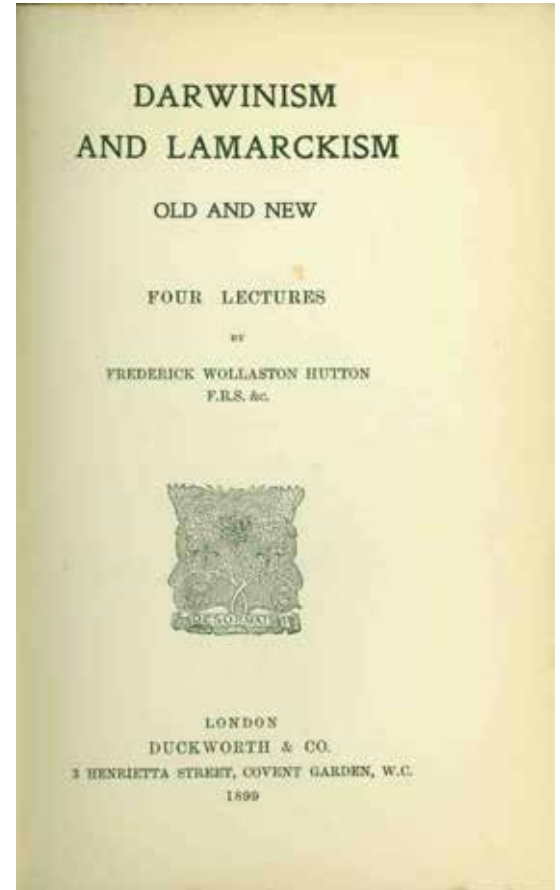 DARWINISM
AND LAMARCKISM
OLD AND NEW
FOUR LECTURES
BY
FREDERICK WOLLASTON HUTTON
F.R.S. &c.
LONDON
DUCKWORTH & CO.
3 HENRIETTA STREET, COVENT GARDEN, W.C.
1899